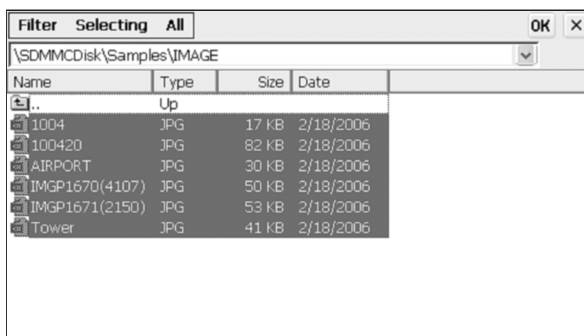 Filter Selecting All OK ×
\SDMMCDisk\Samples\IMAGE
Name Type Size Date
.. Up
1004 JPG 17 KB 2/18/2006
100420 JPG 82 KB 2/18/2006
AIRPORT JPG 30 KB 2/18/2006
IMGP1670(4107) JPG 50 KB 2/18/2006
IMGP1671(2150) JPG 53 KB 2/18/2006
Tower JPG 41 KB 2/18/2006